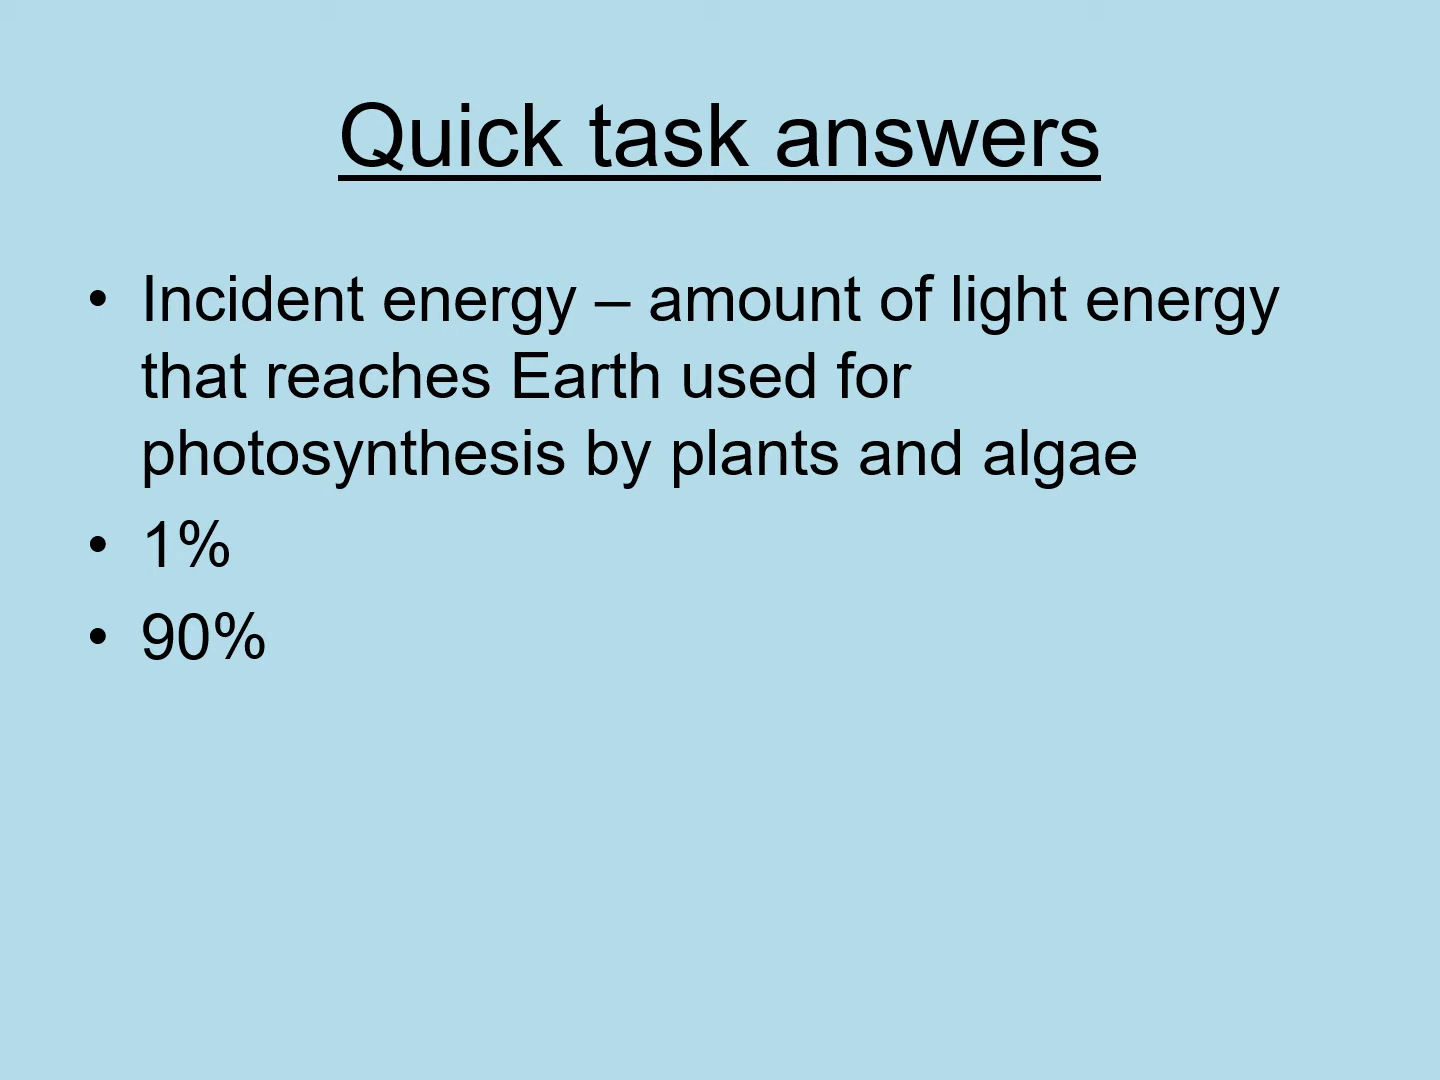 Quick task answers
• Incident energy – amount of light energy
that reaches Earth used for
photosynthesis by plants and algae
• 1%
• 90%